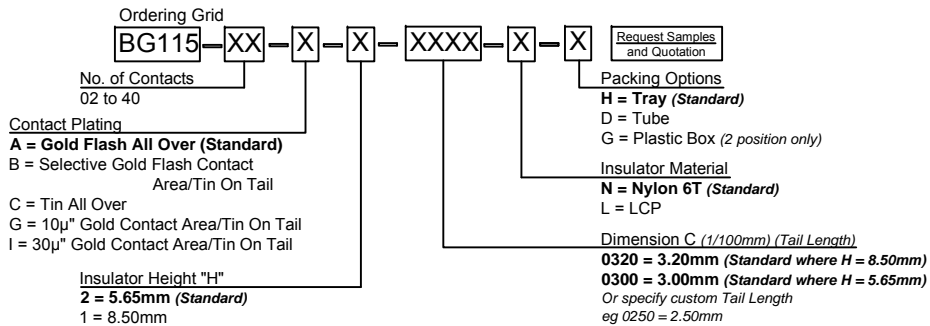 Ordering Grid
BG115 – XX – X – X – XXXX – X – X
Request Samples
and Quotation
No. of Contacts
02 to 40
Contact Plating
A = Gold Flash All Over (Standard)
B = Selective Gold Flash Contact
Area/Tin On Tail
C = Tin All Over
G = 10µ" Gold Contact Area/Tin On Tail
I = 30µ" Gold Contact Area/Tin On Tail
Insulator Height "H"
2 = 5.65mm (Standard)
1 = 8.50mm
Packing Options
H = Tray (Standard)
D = Tube
G = Plastic Box (2 position only)
Insulator Material
N = Nylon 6T (Standard)
L = LCP
Dimension C (1/100mm) (Tail Length)
0320 = 3.20mm (Standard where H = 8.50mm)
0300 = 3.00mm (Standard where H = 5.65mm)
Or specify custom Tail Length
eg 0250 = 2.50mm